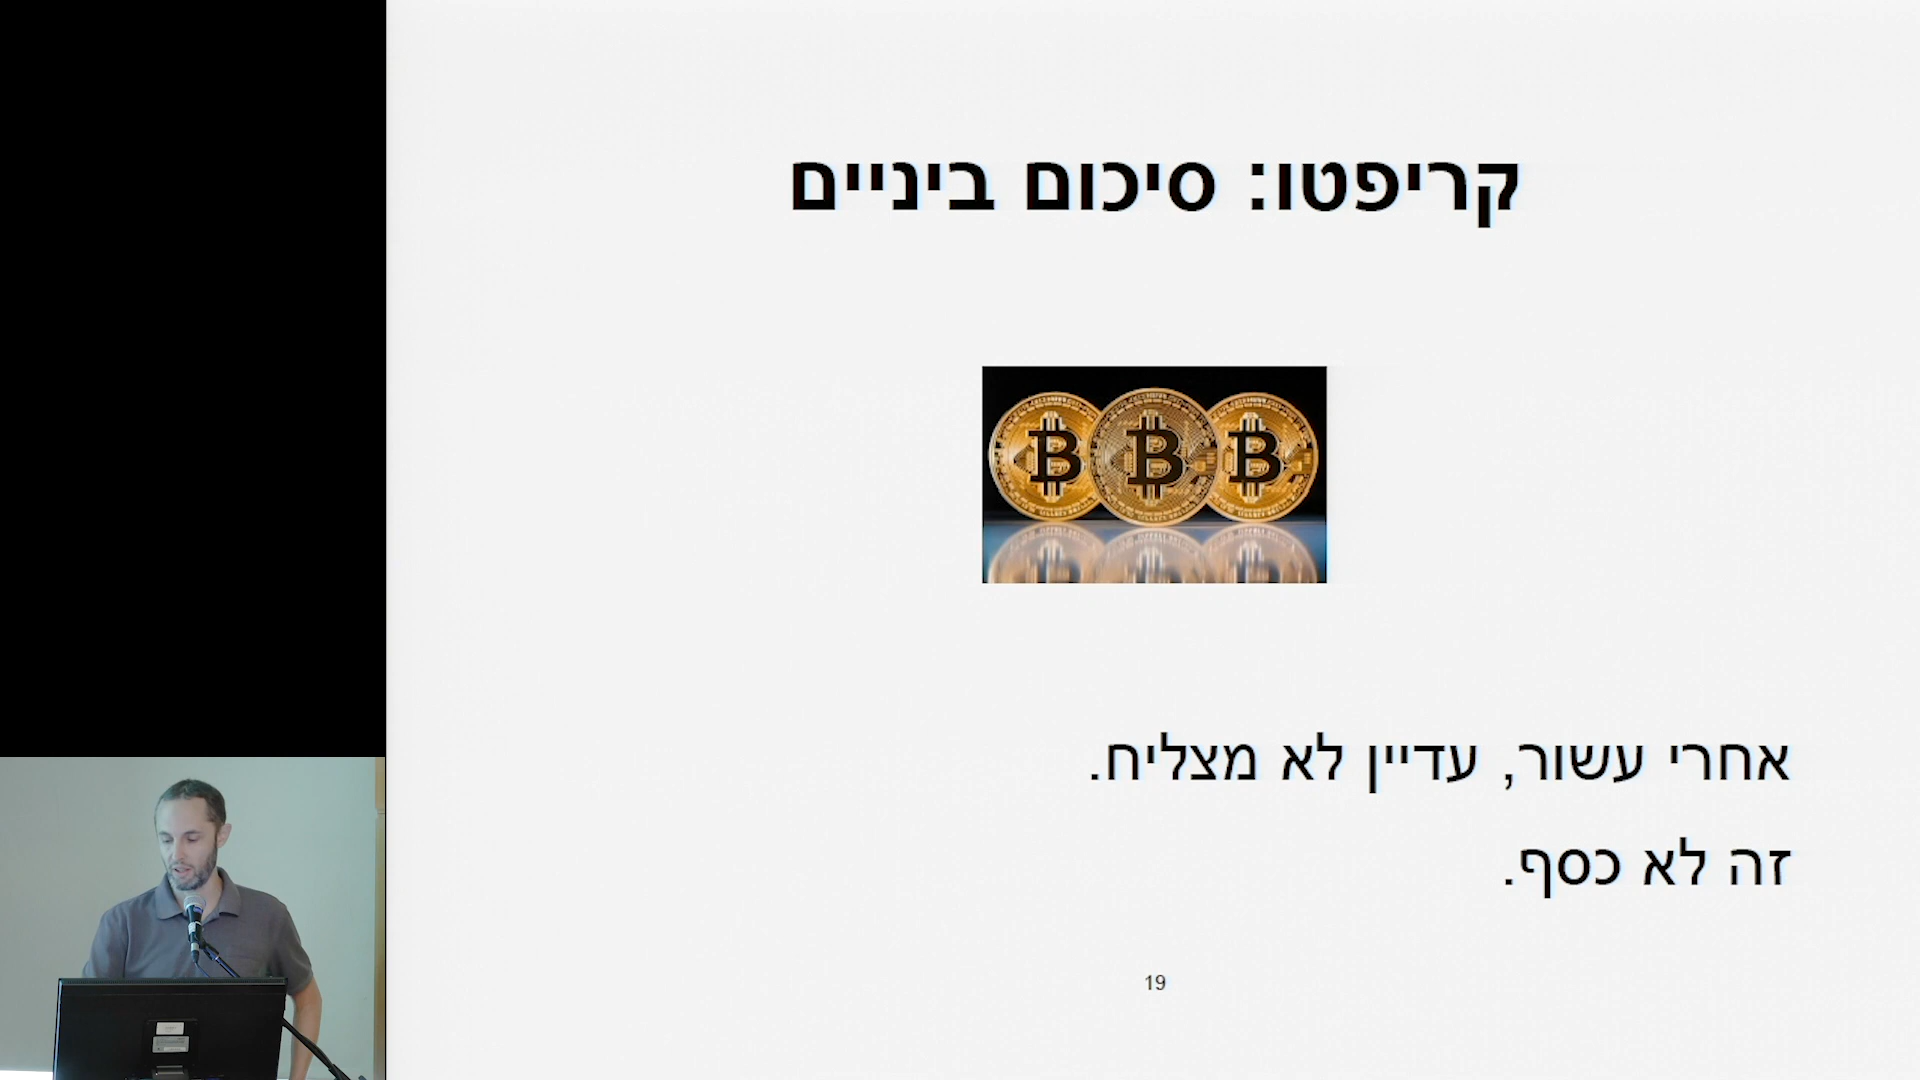 קריפטו: סיכום ביניים
אחרי עשור, עדיין לא מצליח.
זה לא כסף.
19